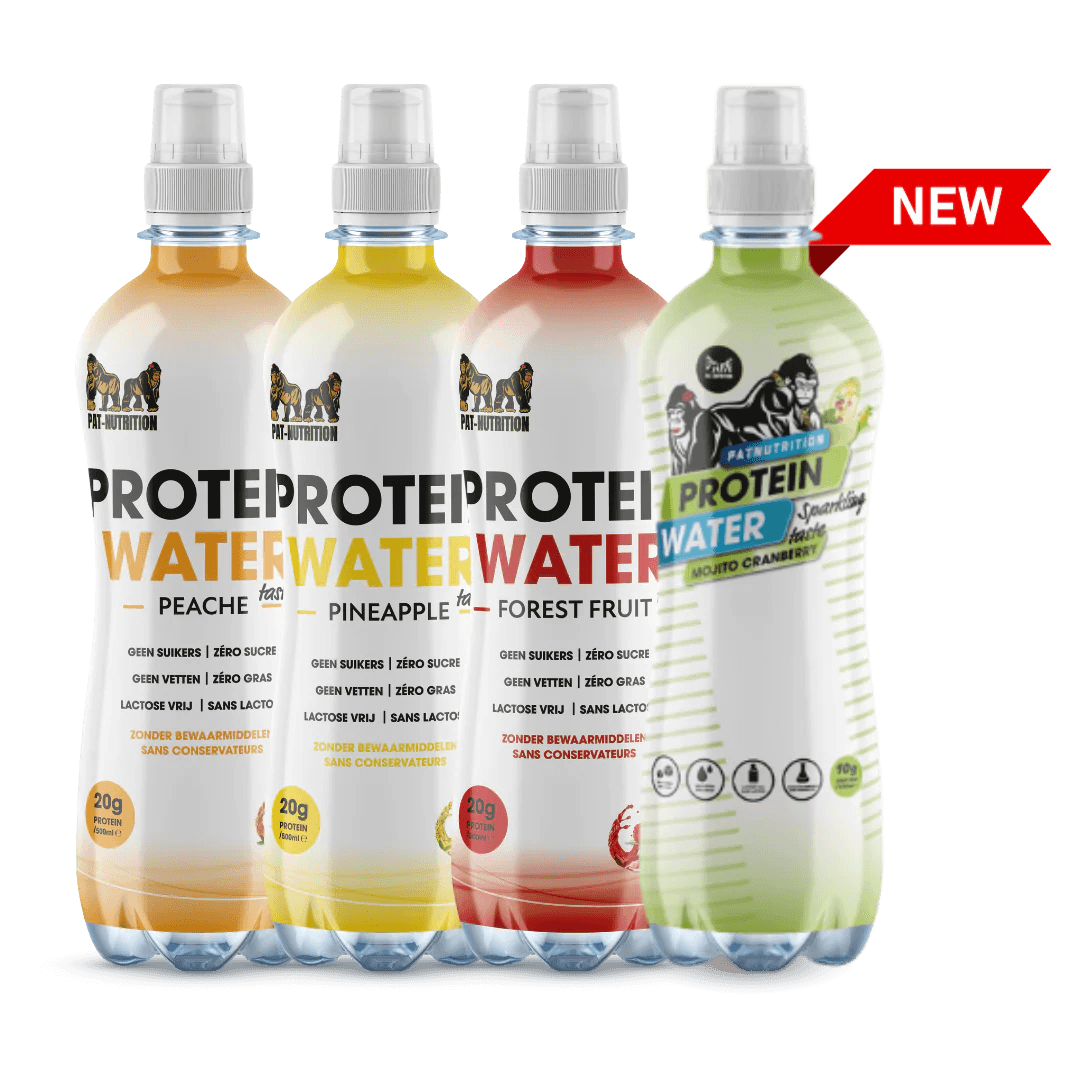 NEW
PAT-NUTRITION
PROTEI
WATER
tas
PEACHE
GEEN SUIKERS | ZÉRO SUCRE
GEEN VETTEN | ZÉRO GRAS
LACTOSE VRIJ | SANS LACTO
ZONDER BEWAARMIDDELEN
SANS CONSERVATEURS
20g
PROTEIN
/500ml e
PAT-NUTRITION
PROTEI
WATER
ta
PINEAPPLE
GEEN SUIKERS | ZÉRO SUCRE
GEEN VETTEN | ZÉRO GRAS
LACTOSE VRIJ | SANS LACTOS
ZONDER BEWAARMIDDELEN
SANS CONSERVATEURS
20g
PROTEIN
/500ml e
PAT-NUTRITION
PROTEI
WATER
FOREST FRUIT
GEEN SUIKERS | ZÉRO SUCRE
GEEN VETTEN | ZÉRO GRAS
LACTOSE VRIJ | SANS LACTOS
ZONDER BEWAARMIDDELEN
SANS CONSERVATEURS
20g
PROTEIN
PATNUTRITION
PROTEIN
WATER
Sparkling
taste
MOJITO CRANBERRY
10g